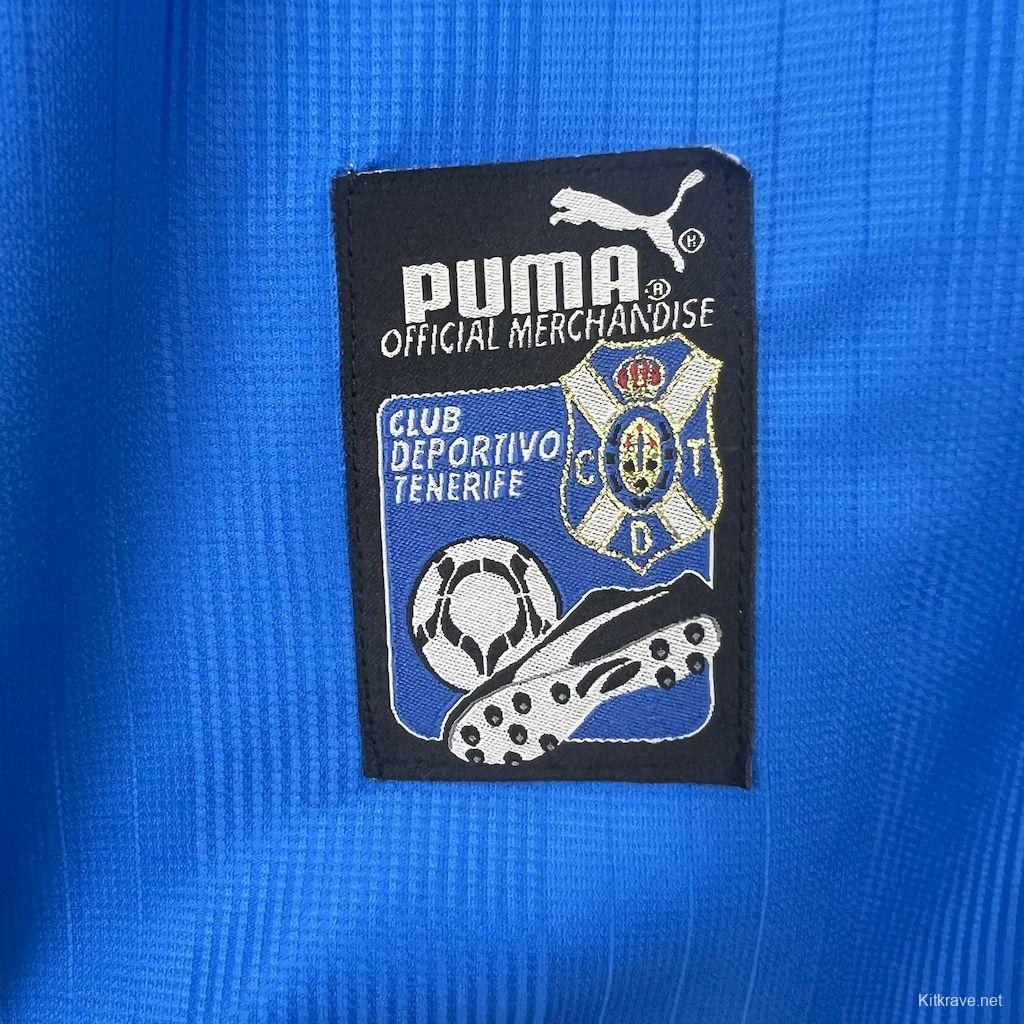 PUMA®
OFFICIAL MERCHANDISE
CLUB
DEPORTIVO
TENERIFE
C T
D
Kitkrave.net